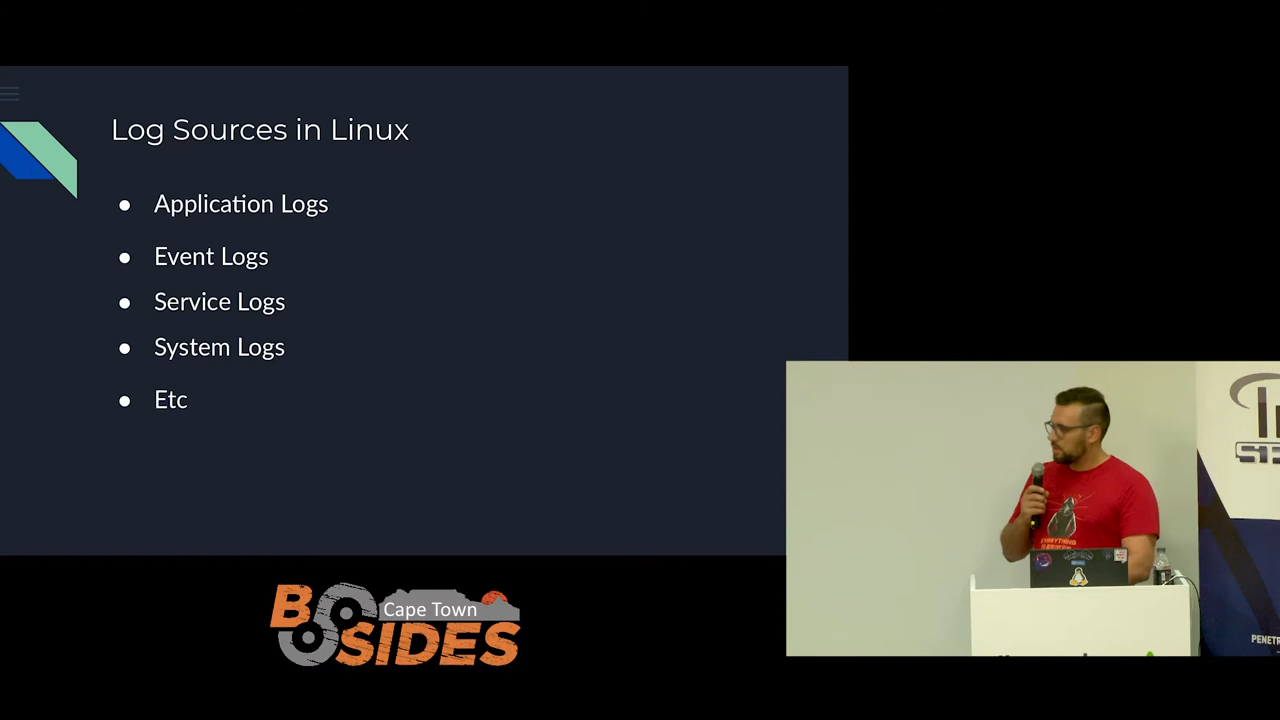 Log Sources in Linux
● Application Logs
● Event Logs
● Service Logs
● System Logs
● Etc
BSIDES
Cape Town